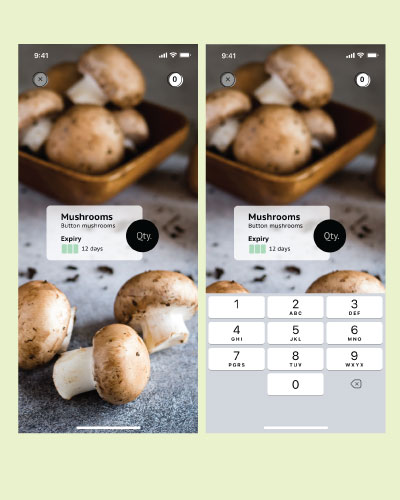 9:41
0
Mushrooms
Button mushrooms
Expiry
12 days
Qty.
9:41
0
Mushrooms
Button mushrooms
Expiry
12 days
Qty.
1
2 ABC
3 DEF
4 GHI
5 JKL
6 MNO
7 PQRS
8 TUV
9 WXYX
0